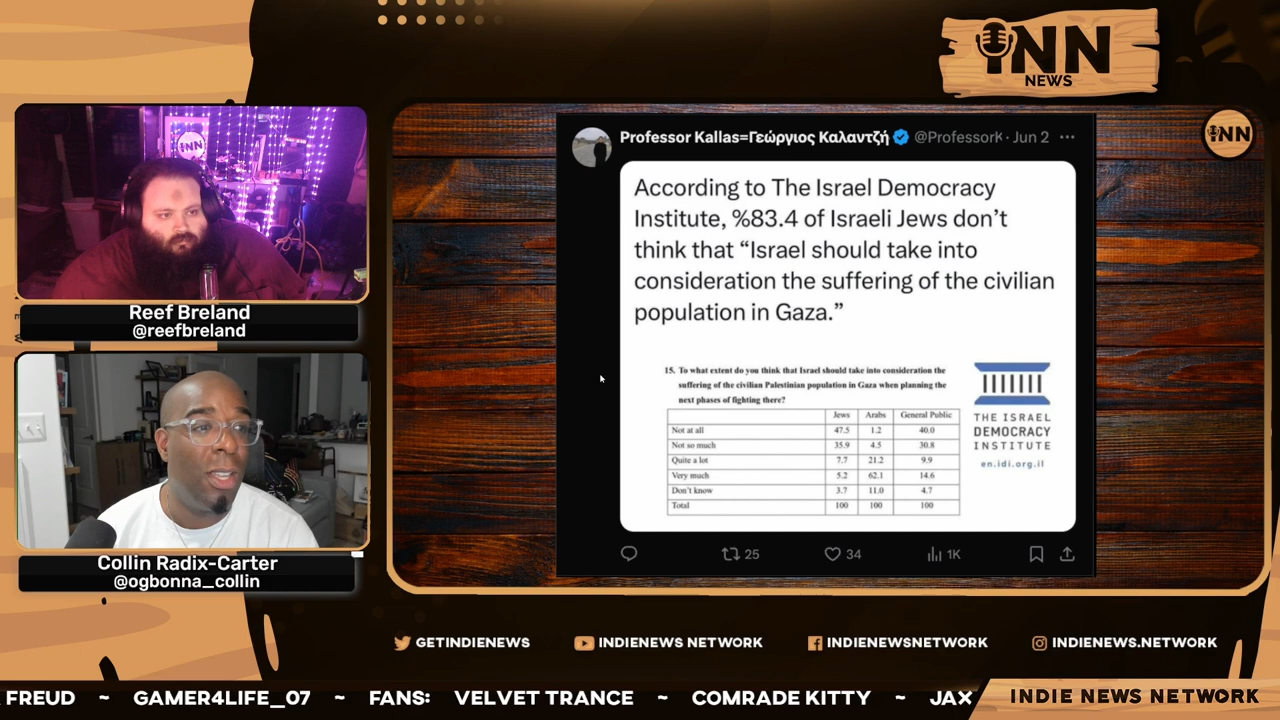 INN
NEWS
INN
INN
Reef Breland
@reefbreland
Collin Radix-Carter
@ogbonna_collin
Professor Kallas=Γεώργιος Καλαντζή @ProfessorK · Jun 2 ···
According to The Israel Democracy
Institute, %83.4 of Israeli Jews don't
think that “Israel should take into
consideration the suffering of the civilian
population in Gaza.”
15. To what extent do you think that Israel should take into consideration the
suffering of the civilian Palestinian population in Gaza when planning the
next phases of fighting there?
Jews Arabs General Public
Not at all 47.5 1.2 40.0
Not so much 35.9 4.5 30.8
Quite a lot 7.7 21.2 9.9
Very much 5.2 62.1 14.6
Don't know 3.7 11.0 4.7
Total 100 100 100
THE ISRAEL
DEMOCRACY
INSTITUTE
en.idi.org.il
25 34 1K
GETINDIENEWS INDIENEWS NETWORK INDIENEWSNETWORK INDIENEWS.NETWORK
FREUD ~ GAMER4LIFE_07 ~ FANS: VELVET TRANCE ~ COMRADE KITTY ~ JAX
INDIE NEWS NETWORK